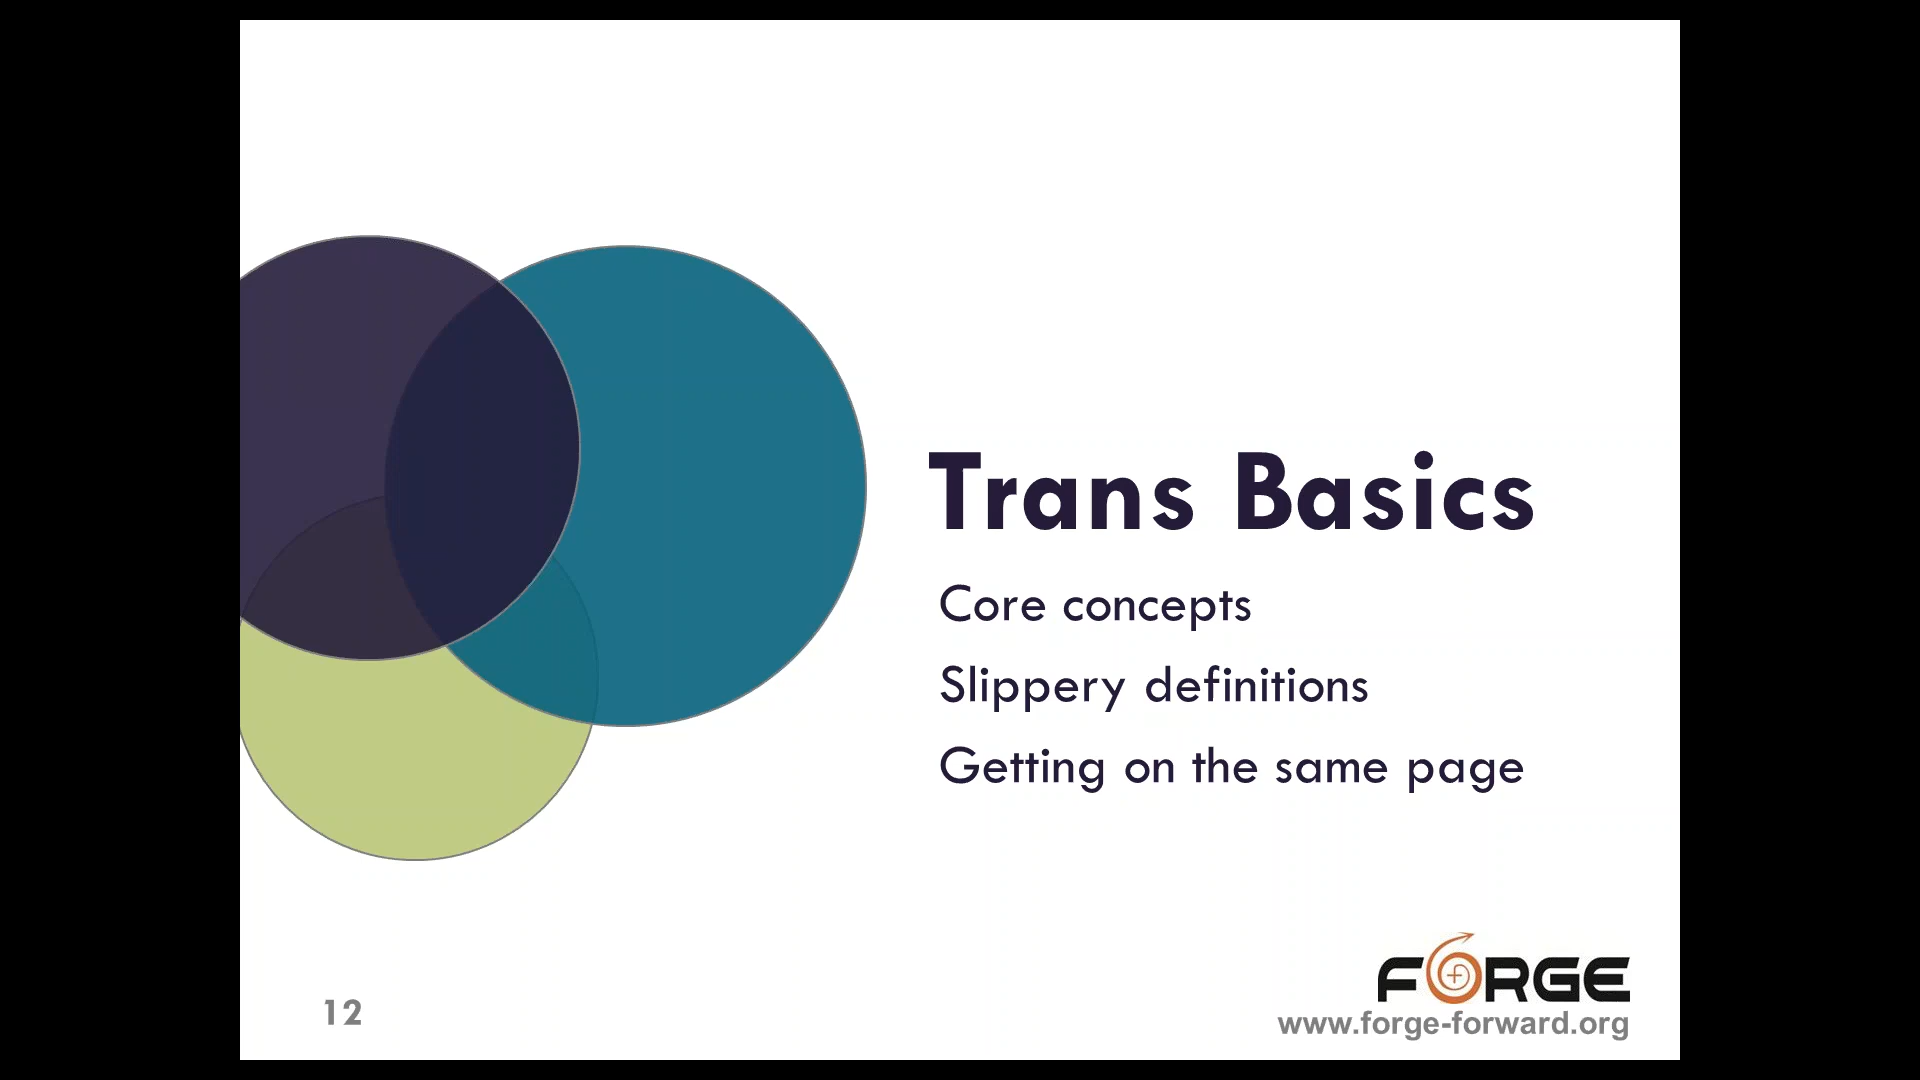 Trans Basics
Core concepts
Slippery definitions
Getting on the same page
FORGE
www.forge-forward.org
12